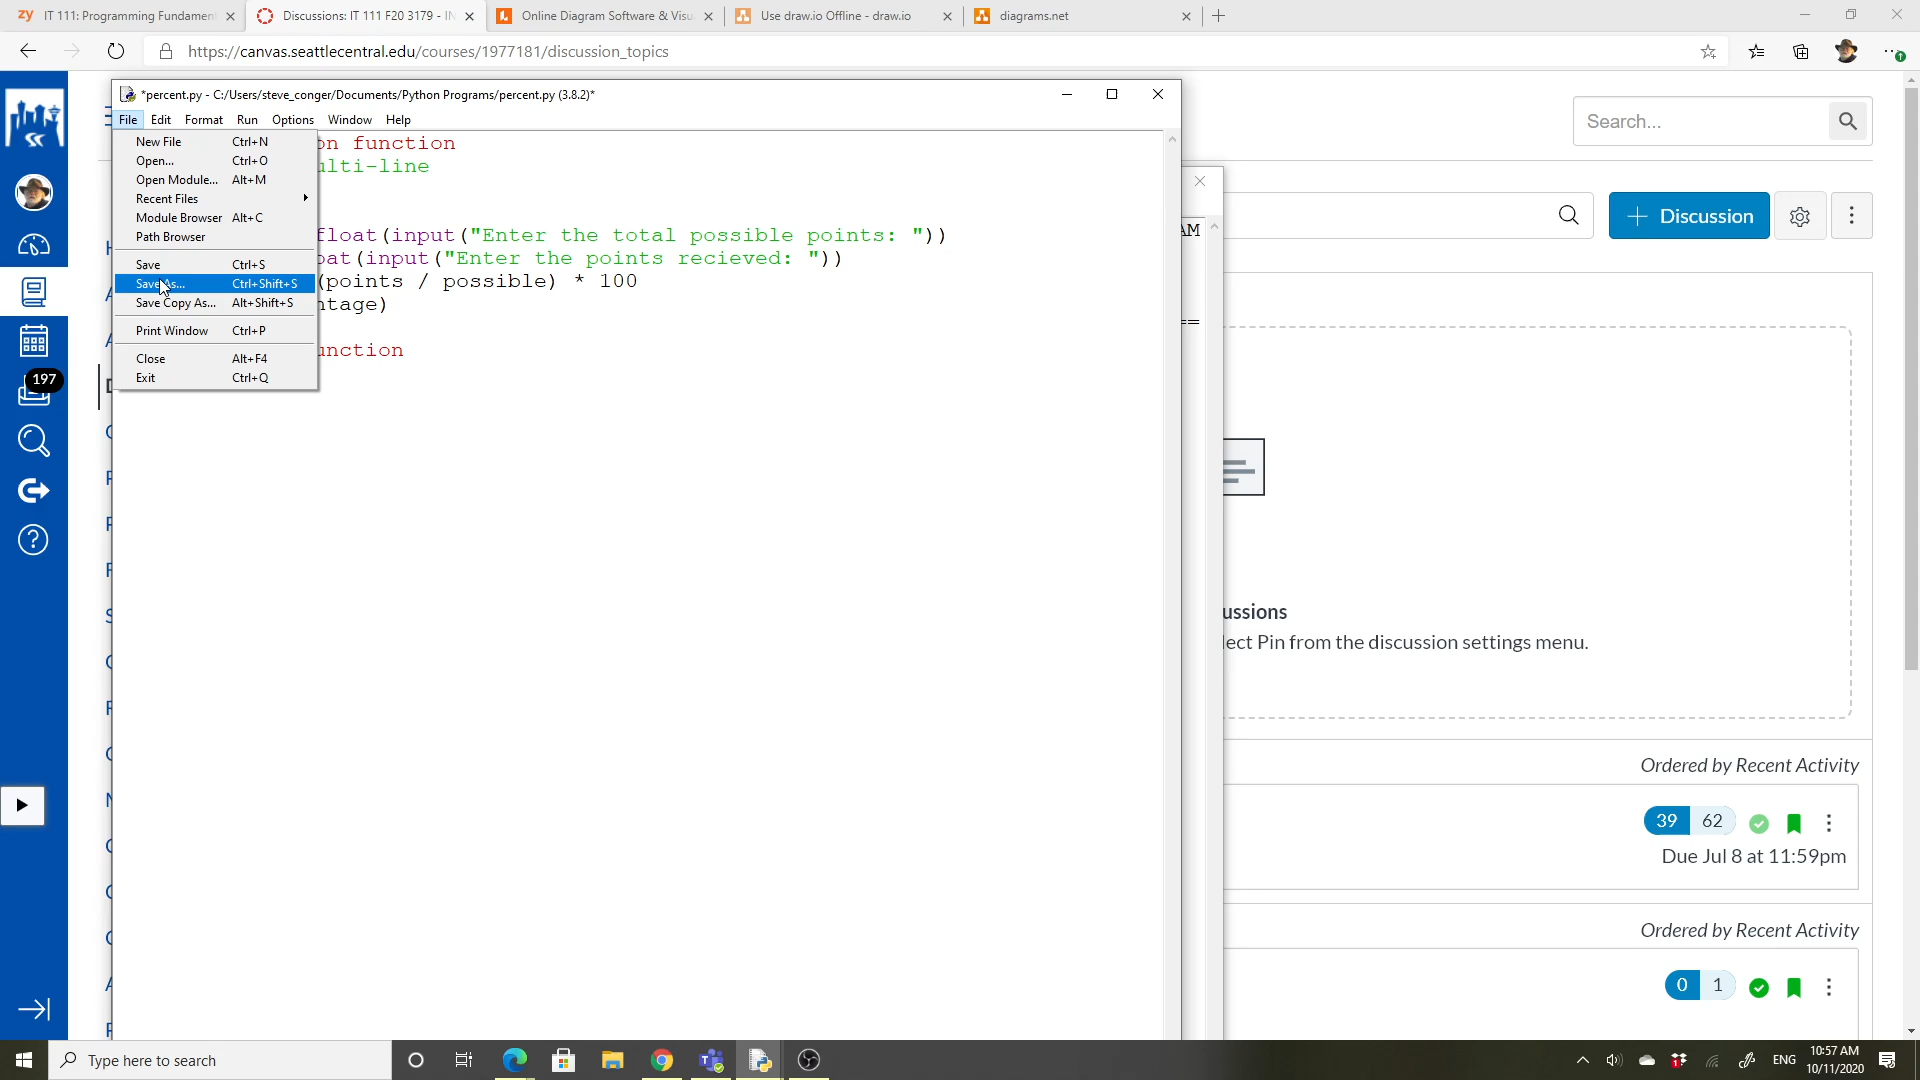 IT 111: Programming Fundament
Discussions: IT 111 F20 3179 - IN
Online Diagram Software & Visu
Use draw.io Offline - draw.io
diagrams.net
https://canvas.seattlecentral.edu/courses/1977181/discussion_topics
*percent.py - C:/Users/steve_conger/Documents/Python Programs/percent.py (3.8.2)*
File Edit Format Run Options Window Help
New File Ctrl+N
Open... Ctrl+O
Open Module... Alt+M
Recent Files
Module Browser Alt+C
Path Browser
Save Ctrl+S
Save As... Ctrl+Shift+S
Save Copy As... Alt+Shift+S
Print Window Ctrl+P
Close Alt+F4
Exit Ctrl+Q
on function
ulti-line
float(input("Enter the total possible points: "))
oat(input("Enter the points recieved: "))
(points / possible) * 100
ntage)
unction
AM
==
Search...
+ Discussion
197
ussions
lect Pin from the discussion settings menu.
Ordered by Recent Activity
39 62
Due Jul 8 at 11:59pm
Ordered by Recent Activity
0 1
Type here to search
ENG
10:57 AM
10/11/2020